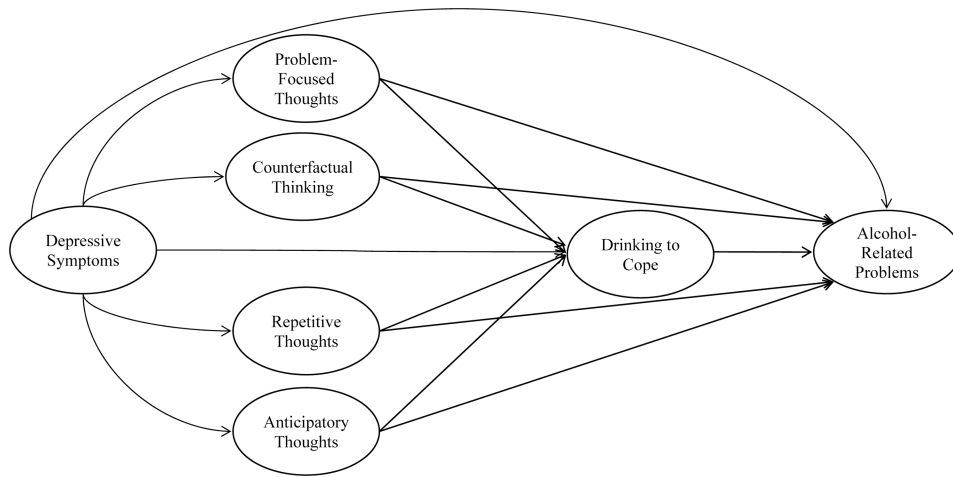 Problem-
Focused
Thoughts
Counterfactual
Thinking
Depressive
Symptoms
Drinking to
Cope
Alcohol-
Related
Problems
Repetitive
Thoughts
Anticipatory
Thoughts